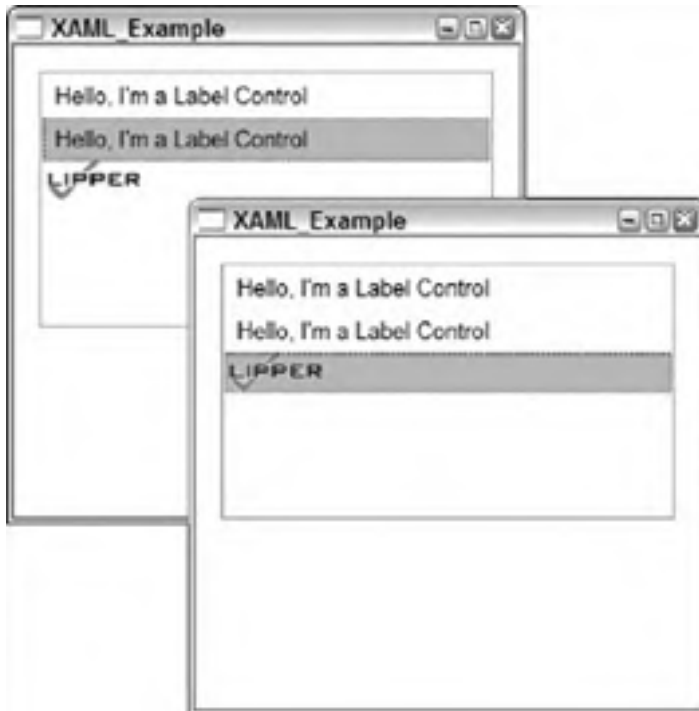 XAML_Example
Hello, I'm a Label Control
Hello, I'm a Label Control
LIPPER
XAML_Example
Hello, I'm a Label Control
Hello, I'm a Label Control
LIPPER